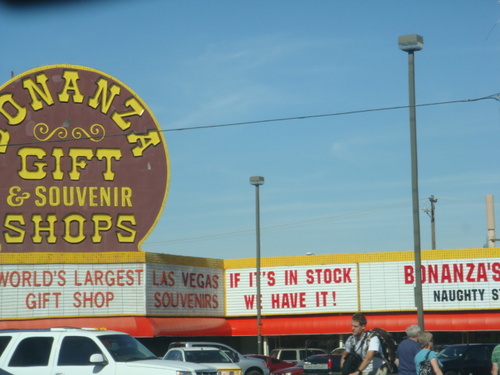 BONANZA
GIFT
& SOUVENIR
SHOPS
WORLD'S LARGEST
GIFT SHOP
LAS VEGAS
SOUVENIRS
IF IT'S IN STOCK
WE HAVE IT!
BONANZA'S
NAUGHTY